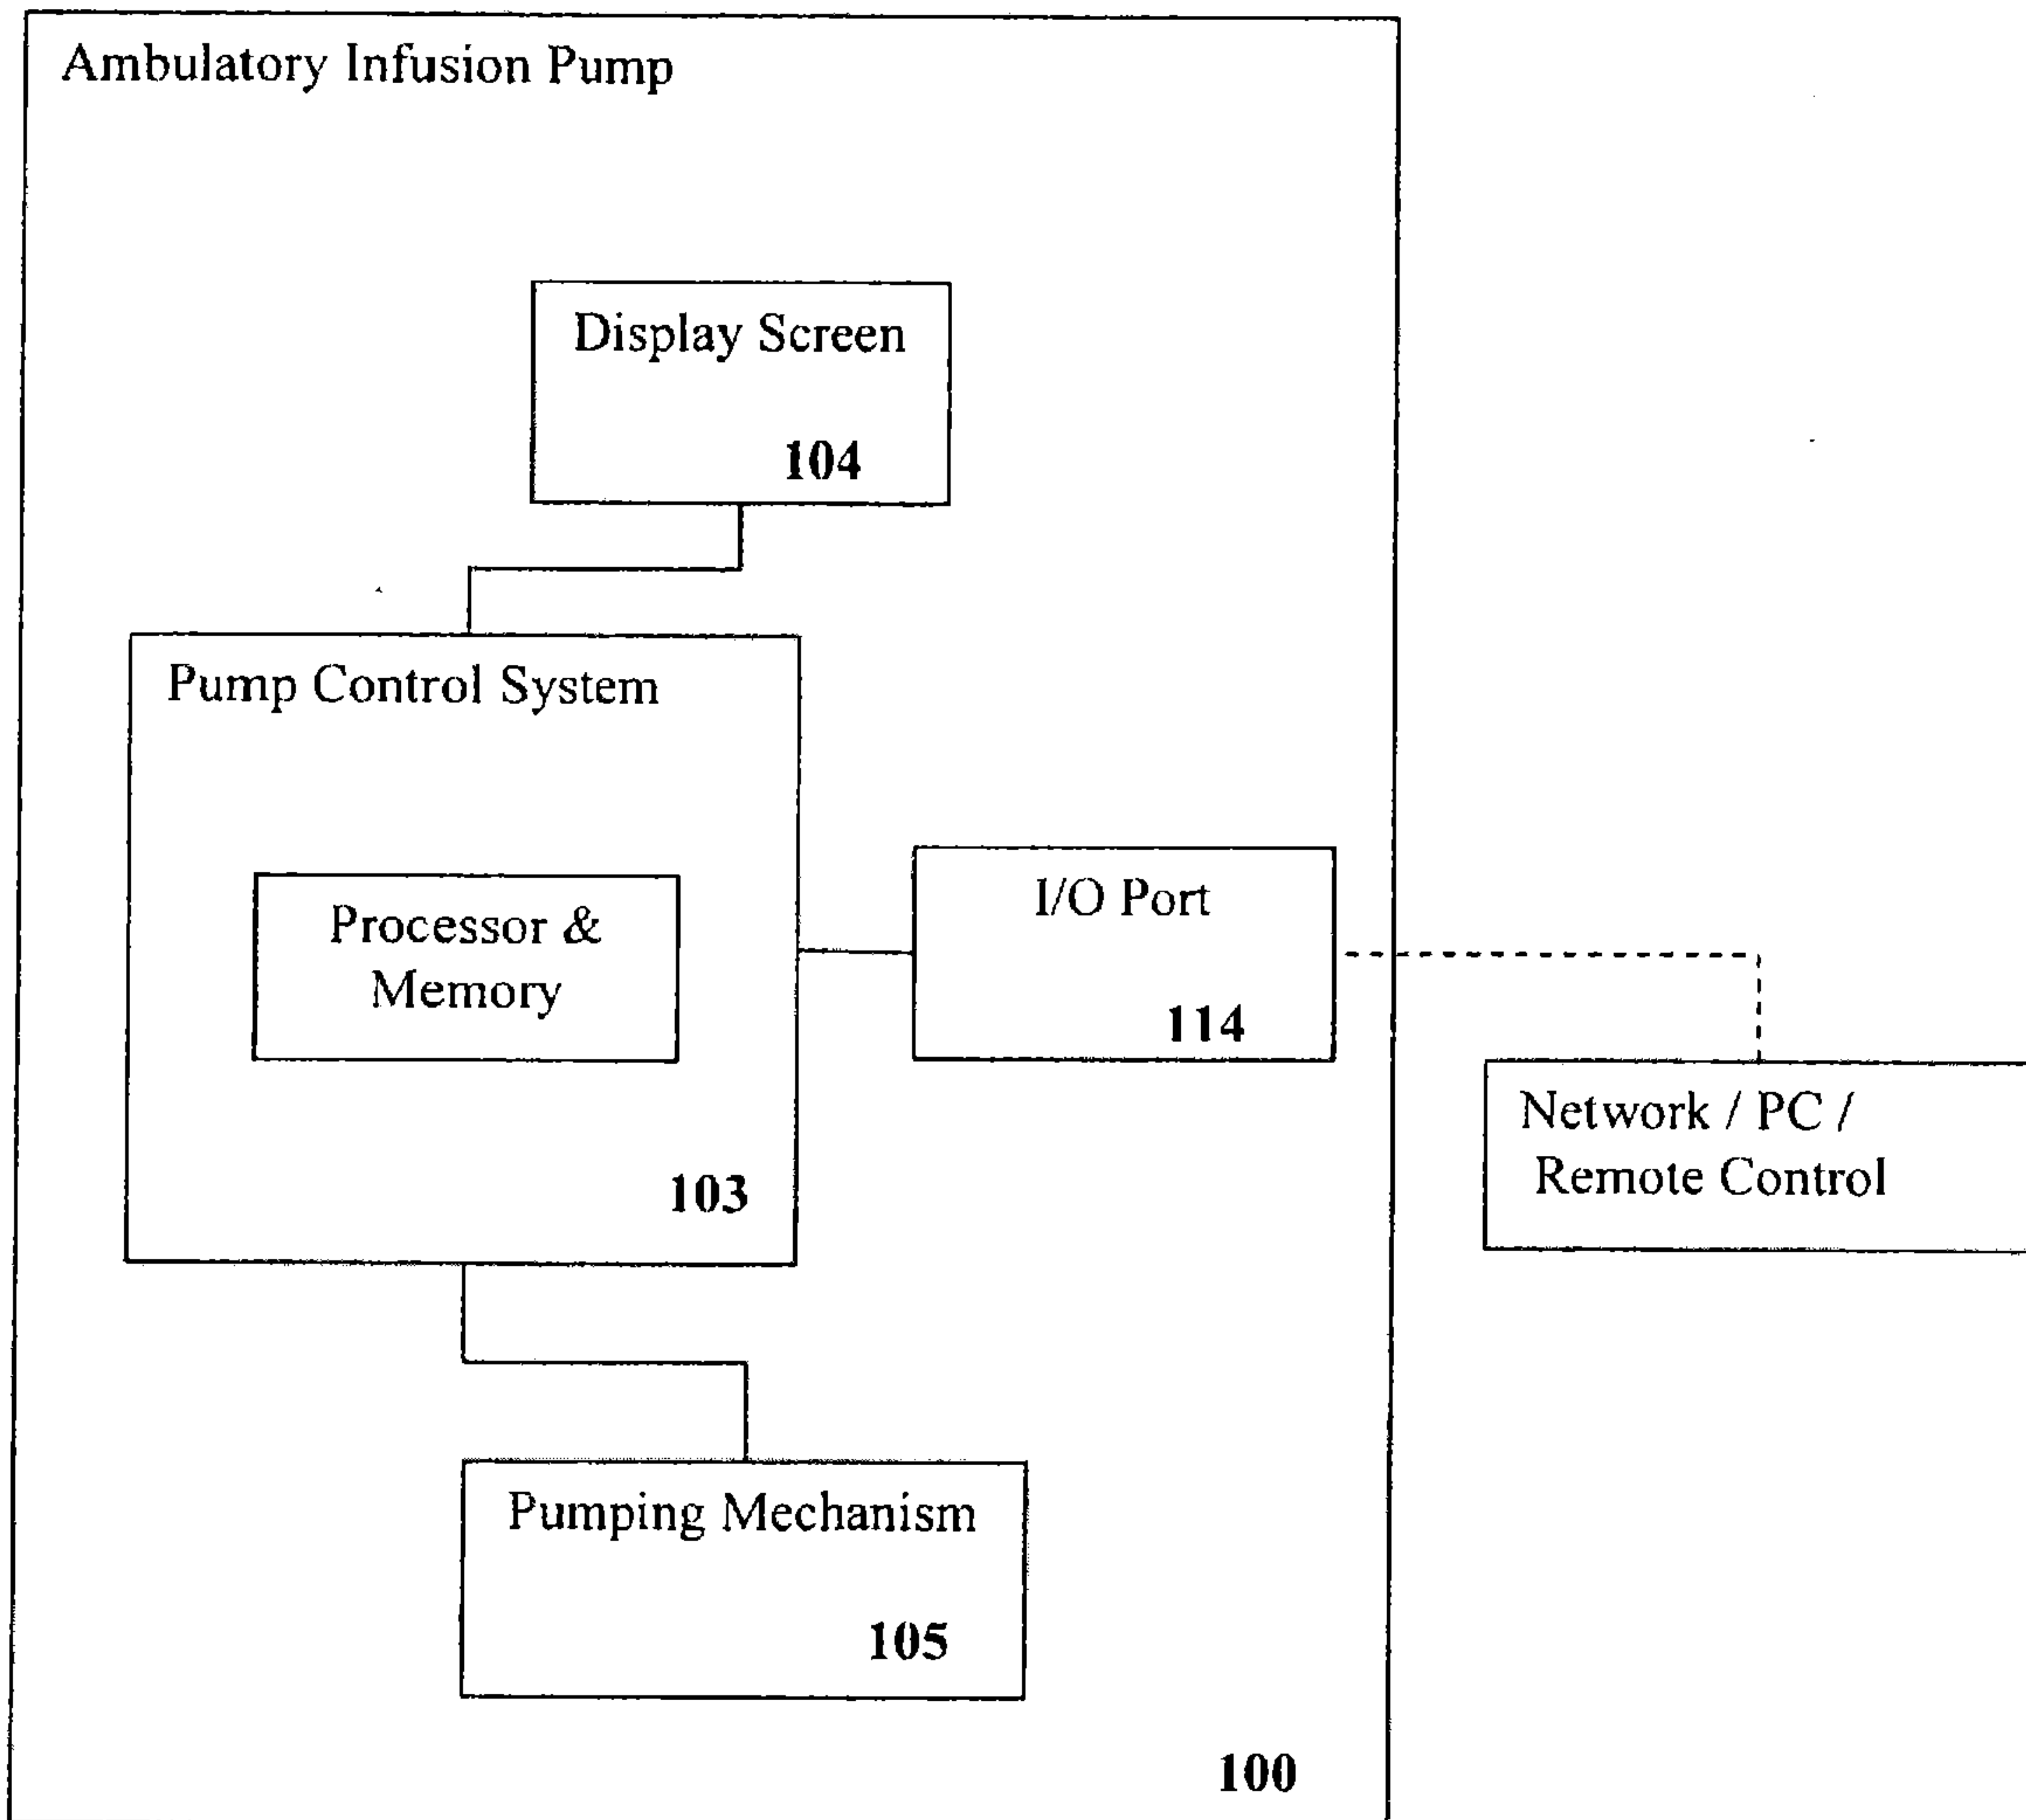 Ambulatory Infusion Pump
Display Screen
104
Pump Control System
Processor &
Memory
103
I/O Port
114
Network / PC /
Remote Control
Pumping Mechanism
105
100